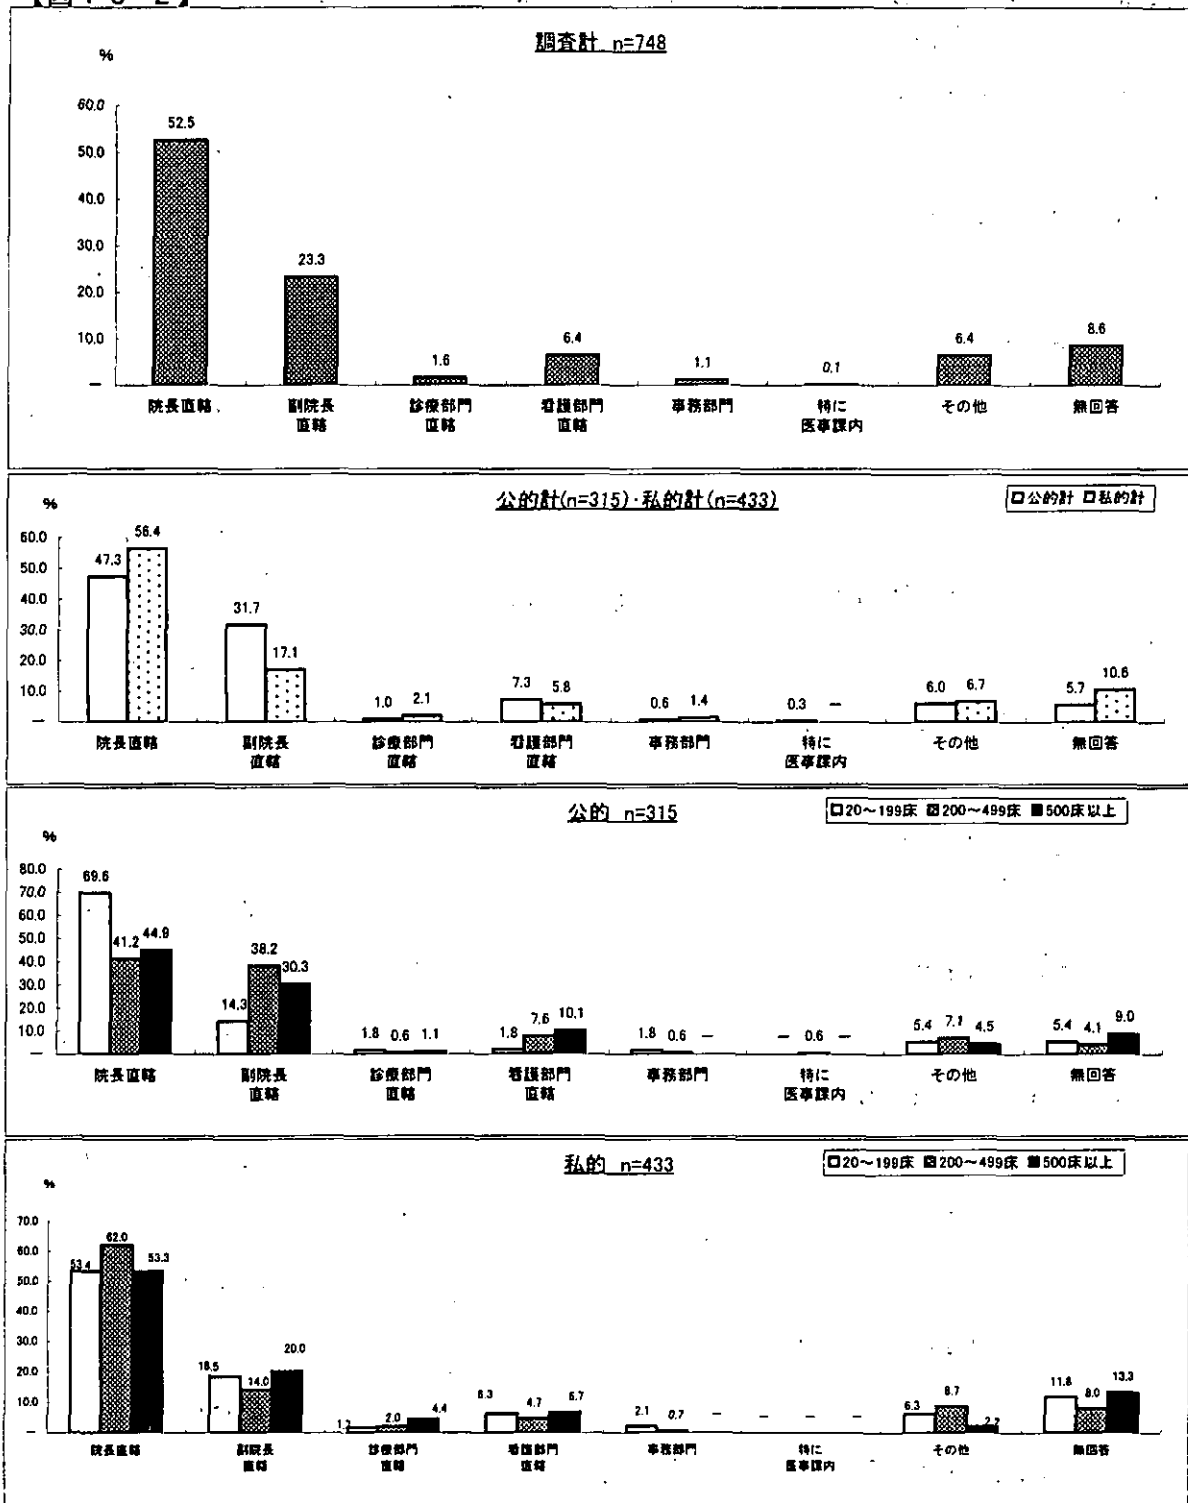 調査計 n=748
%
60.0
50.0
40.0
30.0
20.0
10.0
—
52.5
23.3
1.6
6.4
1.1
0.1
6.4
8.6
院長直轄
副院長直轄
診療部門直轄
看護部門直轄
事務部門
特に医事課内
その他
無回答
公的計(n=315)・私的計(n=433)
□公的計 □私的計
%
60.0
50.0
40.0
30.0
20.0
10.0
—
47.3 56.4
31.7 17.1
1.0 2.1
7.3 5.8
0.6 1.4
0.3 —
6.0 6.7
5.7 10.6
院長直轄
副院長直轄
診療部門直轄
看護部門直轄
事務部門
特に医事課内
その他
無回答
公的 n=315
□20～199床 ▩200～499床 ■500床以上
%
80.0
70.0
60.0
50.0
40.0
30.0
20.0
10.0
—
69.6 41.2 44.9
14.3 38.2 30.3
1.8 0.6 1.1
1.8 7.6 10.1
1.8 0.6 —
— 0.6 —
5.4 7.1 4.5
5.4 4.1 9.0
院長直轄
副院長直轄
診療部門直轄
看護部門直轄
事務部門
特に医事課内
その他
無回答
私的 n=433
□20～199床 ▩200～499床 ■500床以上
%
70.0
60.0
50.0
40.0
30.0
20.0
10.0
—
53.4 62.0 53.3
18.5 14.0 20.0
2.0 4.4
6.3 4.7 6.7
2.1 0.7 —
— — —
6.3 8.7 2.2
11.8 8.0 13.3
院長直轄
副院長直轄
診療部門直轄
看護部門直轄
事務部門
特に医事課内
その他
無回答